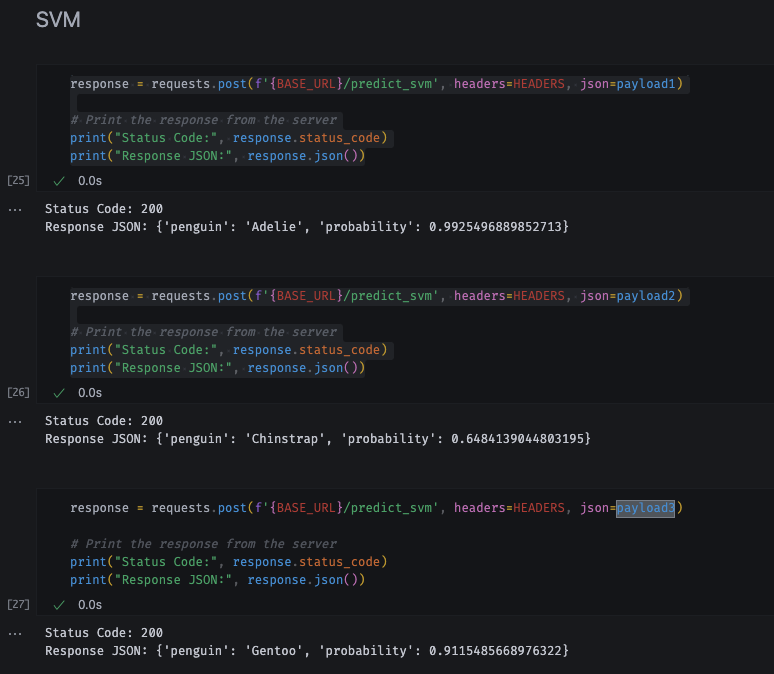 SVM
response = requests.post(f'{BASE_URL}/predict_svm', headers=HEADERS, json=payload1)
# Print the response from the server
print("Status Code:", response.status_code)
print("Response JSON:", response.json())
[25]
0.0s
...
Status Code: 200
Response JSON: {'penguin': 'Adelie', 'probability': 0.9925496889852713}
response = requests.post(f'{BASE_URL}/predict_svm', headers=HEADERS, json=payload2)
# Print the response from the server
print("Status Code:", response.status_code)
print("Response JSON:", response.json())
[26]
0.0s
...
Status Code: 200
Response JSON: {'penguin': 'Chinstrap', 'probability': 0.6484139044803195}
response = requests.post(f'{BASE_URL}/predict_svm', headers=HEADERS, json=payload3)
# Print the response from the server
print("Status Code:", response.status_code)
print("Response JSON:", response.json())
[27]
0.0s
...
Status Code: 200
Response JSON: {'penguin': 'Gentoo', 'probability': 0.9115485668976322}